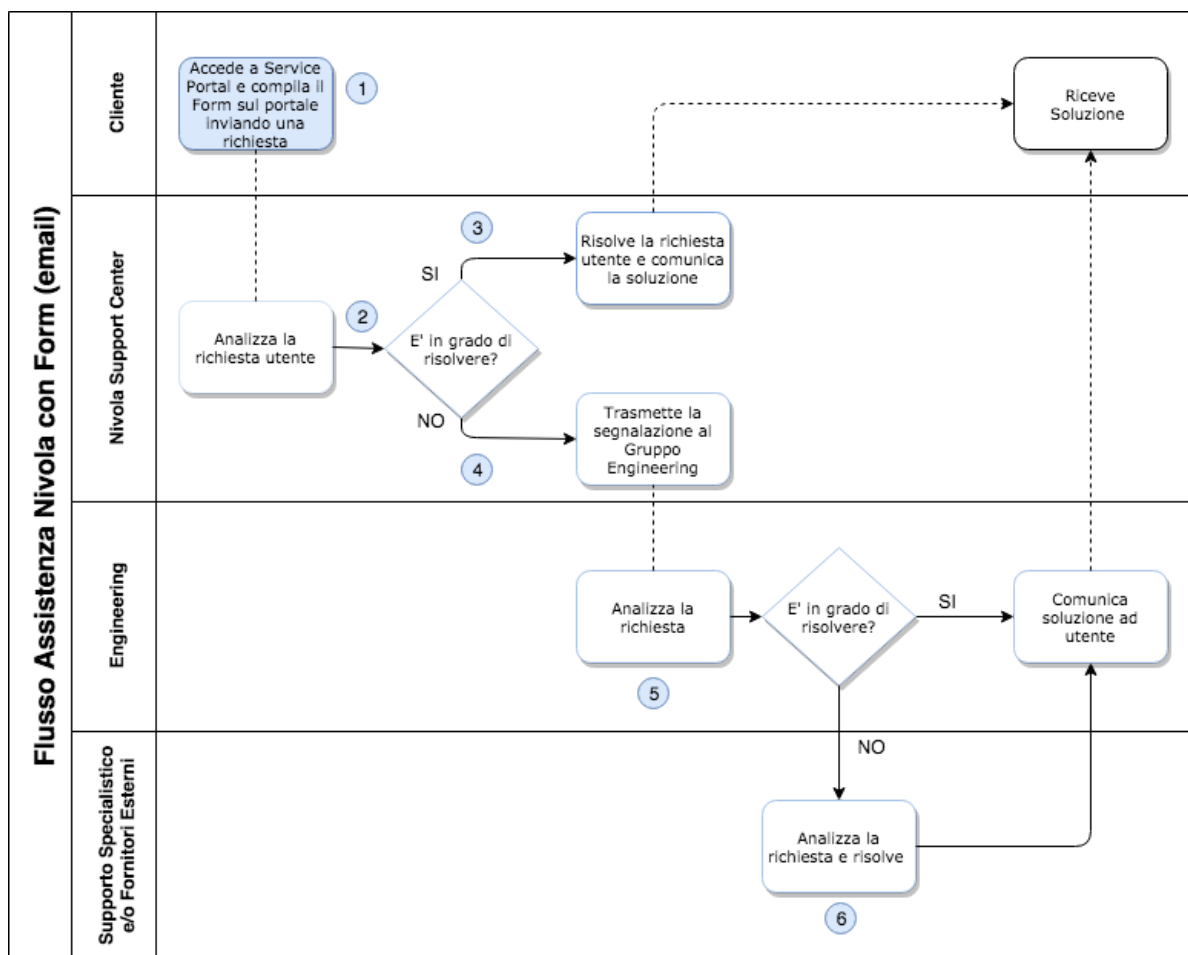 Flusso Assistenza Nivola con Form (email)
Cliente
Accede a Service
Portal e compila il
Form sul portale
inviando una
richiesta
1
Riceve
Soluzione
Nivola Support Center
Analizza la
richiesta utente
2
E' in grado di
risolvere?
SI
3
Risolve la richiesta
utente e comunica
la soluzione
NO
4
Trasmette la
segnalazione al
Gruppo
Engineering
Engineering
Analizza la
richiesta
5
E' in grado di
risolvere?
SI
Comunica
soluzione ad
utente
NO
Supporto Specialistico
e/o Fornitori Esterni
Analizza la
richiesta e risolve
6